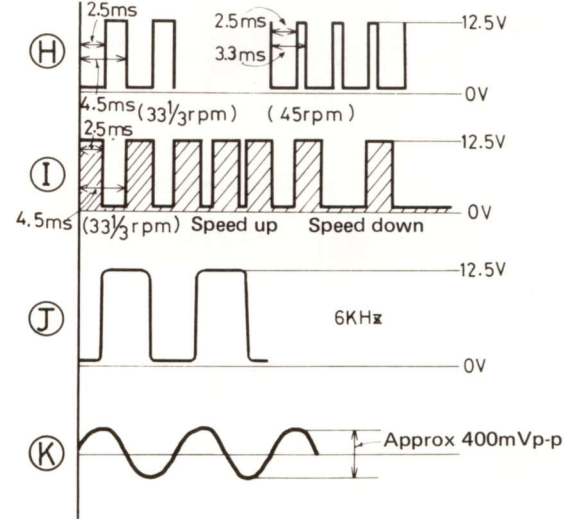 2.5ms
2.5ms
12.5V
H
3.3ms
4.5ms (33⅓rpm) (45rpm)
0V
2.5ms
12.5V
I
0V
4.5ms (33⅓rpm) Speed up Speed down
12.5V
J
6KHz
0V
K
Approx 400mVp-p